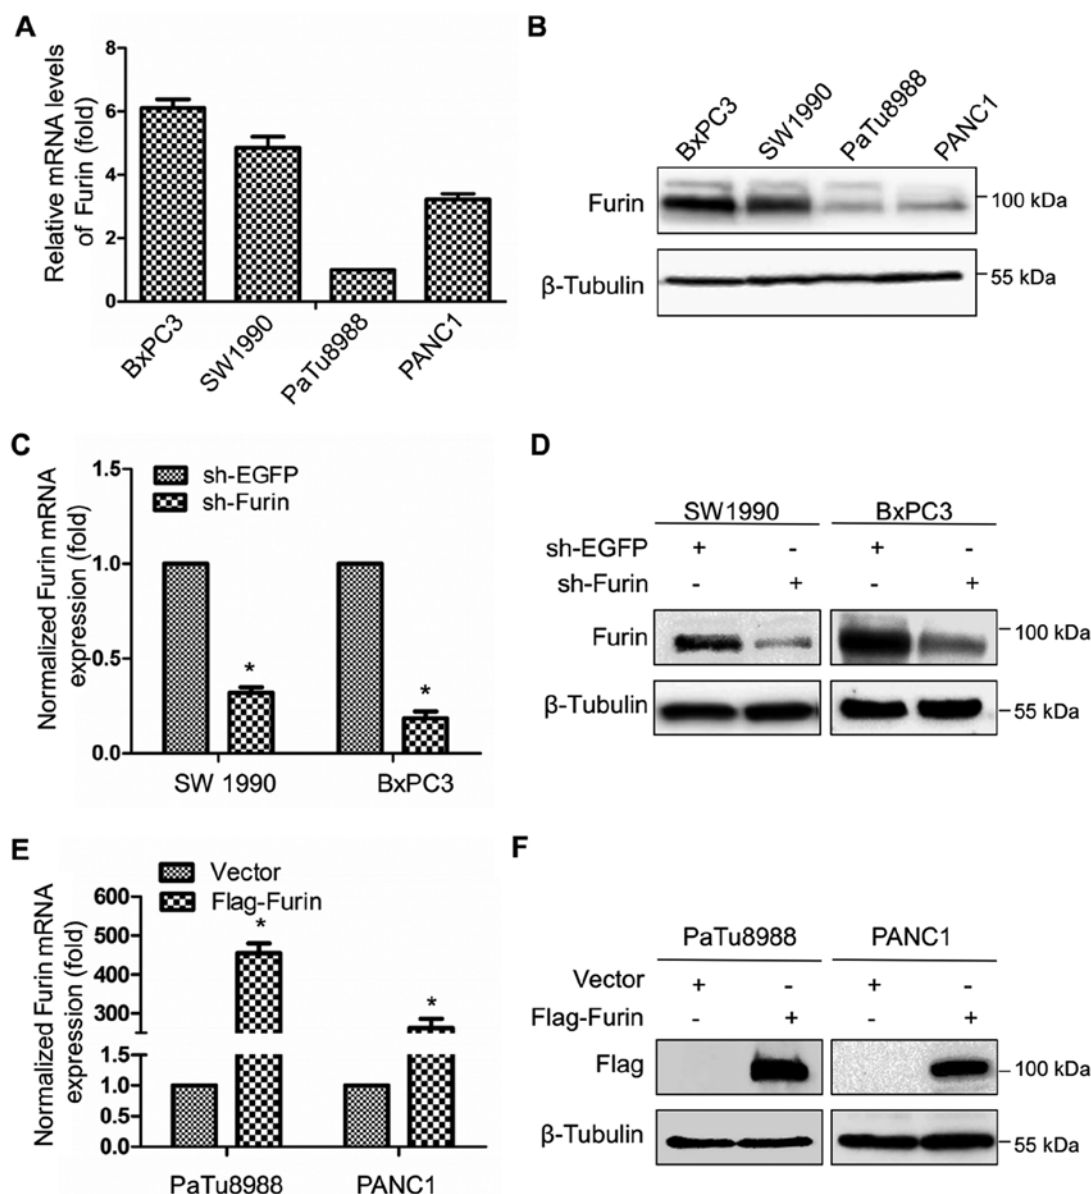 A
Relative mRNA levels
of Furin (fold)
8
6
4
2
0
BxPC3
SW1990
PaTu8988
PANC1
B
BxPC3
SW1990
PaTu8988
PANC1
Furin
100 kDa
β-Tubulin
55 kDa
C
Normalized Furin mRNA
expression (fold)
sh-EGFP
sh-Furin
1.5
1.0
0.5
0.0
*
*
SW 1990
BxPC3
D
SW1990
BxPC3
sh-EGFP + - + -
sh-Furin - + - +
Furin
100 kDa
β-Tubulin
55 kDa
E
Normalized Furin mRNA
expression (fold)
Vector
Flag-Furin
600
500
400
300
1.5
1.0
0.5
0.0
*
*
PaTu8988
PANC1
F
PaTu8988
PANC1
Vector + - + -
Flag-Furin - + - +
Flag
100 kDa
β-Tubulin
55 kDa